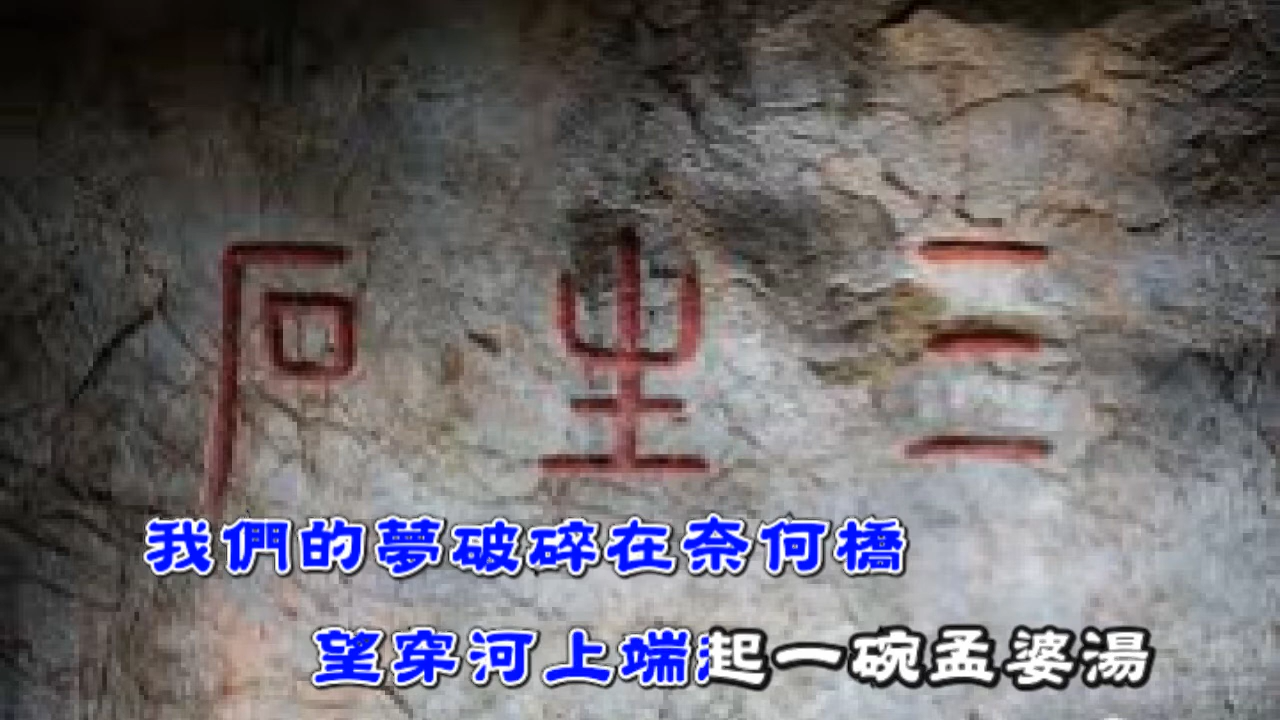 三生石
我們的夢破碎在奈何橋
望穿河上端起一碗孟婆湯